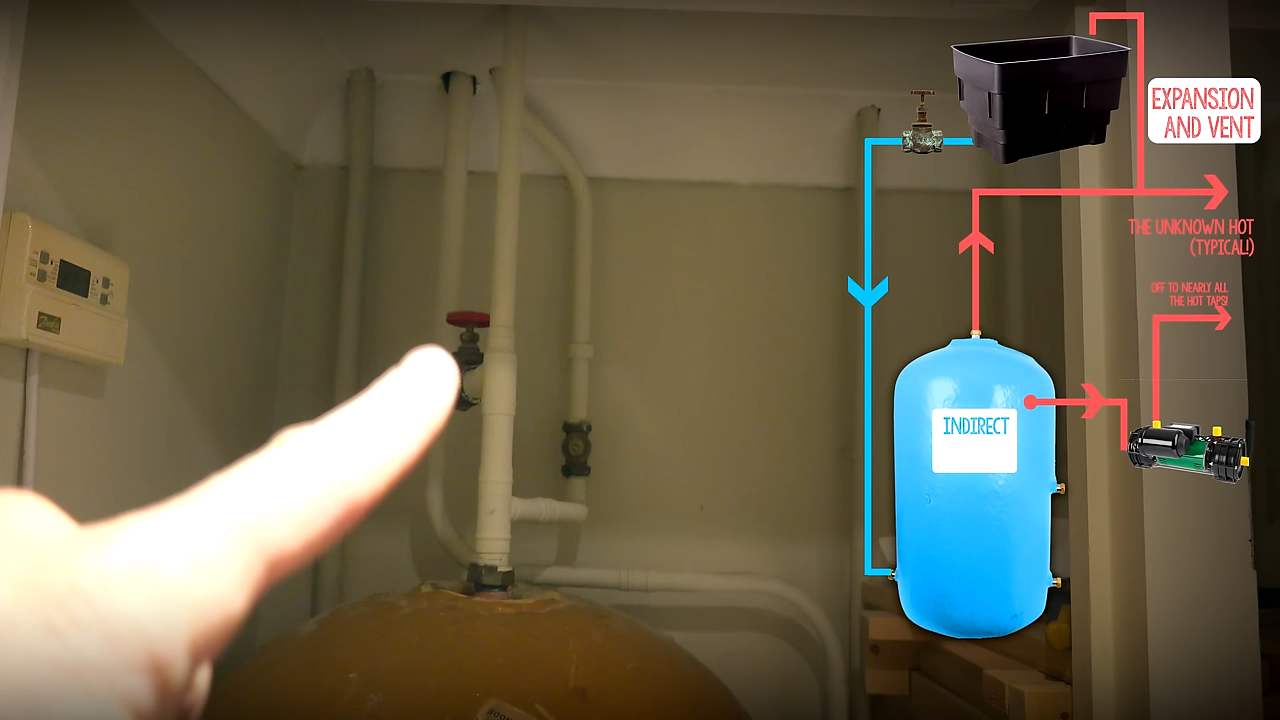 EXPANSION
AND VENT
THE UNKNOWN HOT
(TYPICAL!)
OFF TO NEARLY ALL
THE HOT TAPS!
INDIRECT